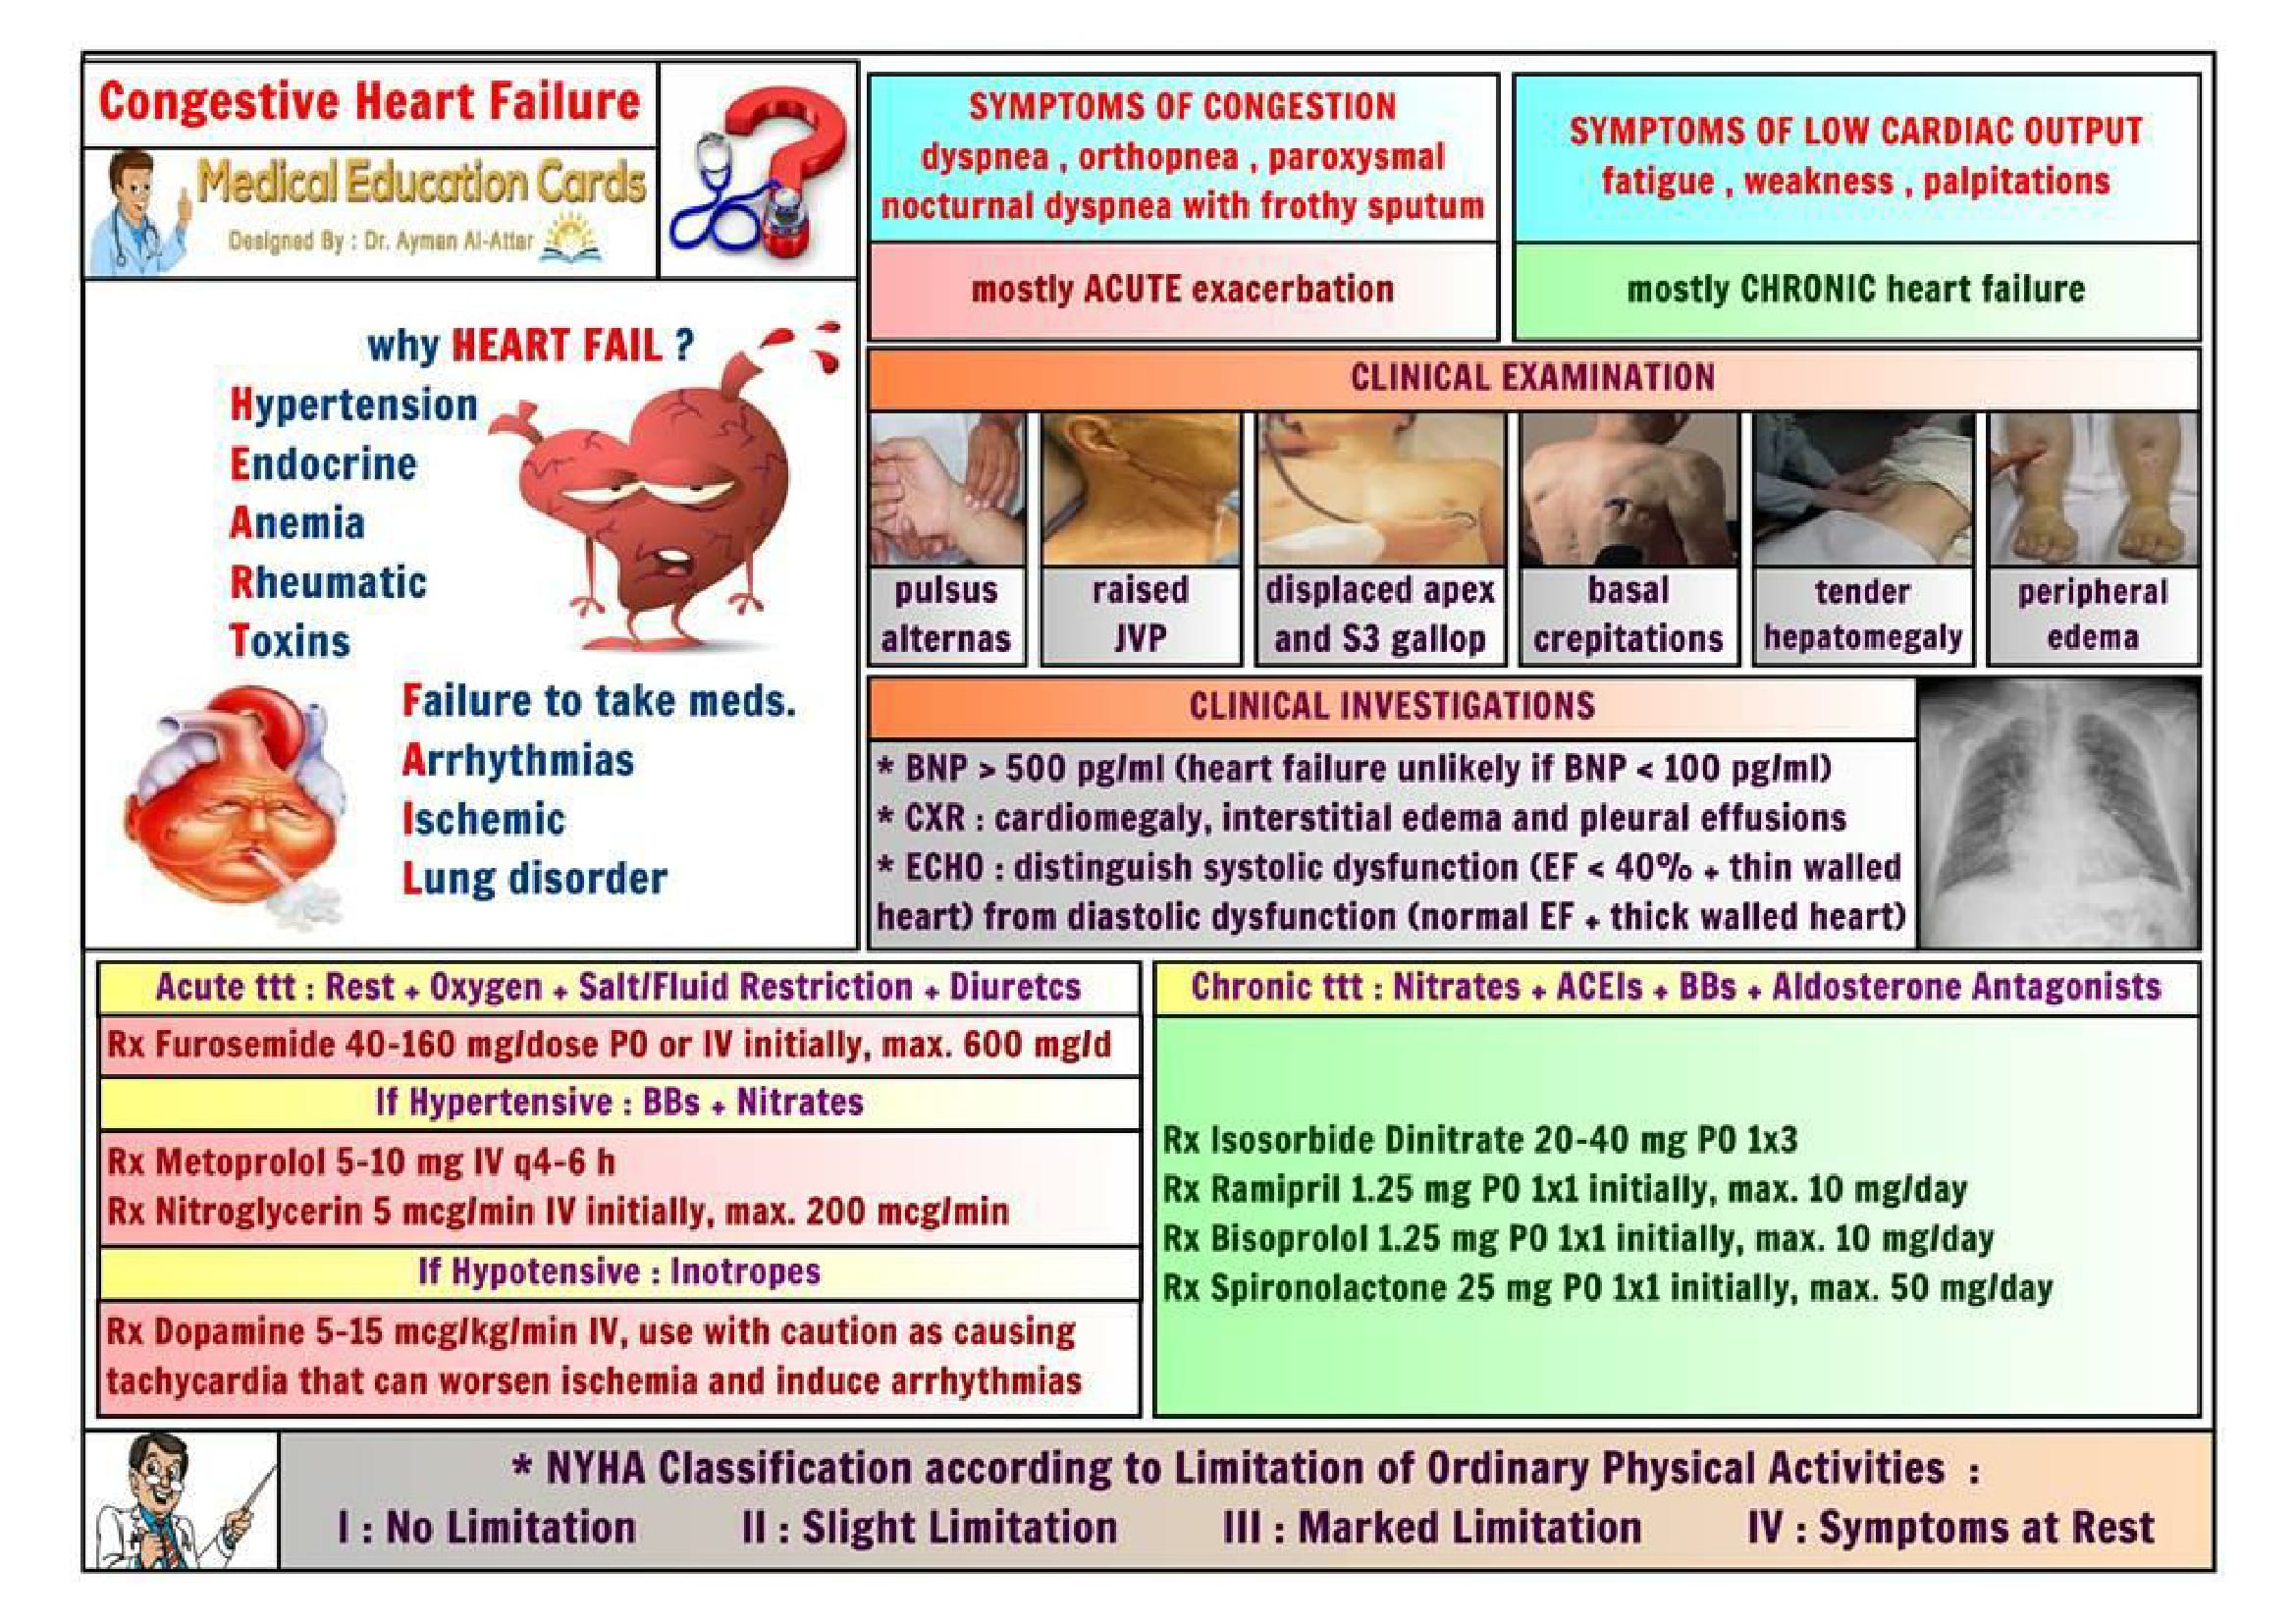 Congestive Heart Failure
Medical Education Cards
Designed By : Dr. Ayman Al-Attar
why HEART FAIL ?
Hypertension
Endocrine
Anemia
Rheumatic
Toxins
Failure to take meds.
Arrhythmias
Ischemic
Lung disorder
SYMPTOMS OF CONGESTION
dyspnea , orthopnea , paroxysmal
nocturnal dyspnea with frothy sputum
mostly ACUTE exacerbation
SYMPTOMS OF LOW CARDIAC OUTPUT
fatigue , weakness , palpitations
mostly CHRONIC heart failure
CLINICAL EXAMINATION
pulsus
alternas
raised
JVP
displaced apex
and S3 gallop
basal
crepitations
tender
hepatomegaly
peripheral
edema
CLINICAL INVESTIGATIONS
* BNP > 500 pg/ml (heart failure unlikely if BNP < 100 pg/ml)
* CXR : cardiomegaly, interstitial edema and pleural effusions
* ECHO : distinguish systolic dysfunction (EF < 40% + thin walled
heart) from diastolic dysfunction (normal EF + thick walled heart)
Acute ttt : Rest + Oxygen + Salt/Fluid Restriction + Diuretcs
Rx Furosemide 40-160 mg/dose PO or IV initially, max. 600 mg/d
If Hypertensive : BBs + Nitrates
Rx Metoprolol 5-10 mg IV q4-6 h
Rx Nitroglycerin 5 mcg/min IV initially, max. 200 mcg/min
If Hypotensive : Inotropes
Rx Dopamine 5-15 mcg/kg/min IV, use with caution as causing
tachycardia that can worsen ischemia and induce arrhythmias
Chronic ttt : Nitrates + ACEIs + BBs + Aldosterone Antagonists
Rx Isosorbide Dinitrate 20-40 mg PO 1x3
Rx Ramipril 1.25 mg PO 1x1 initially, max. 10 mg/day
Rx Bisoprolol 1.25 mg PO 1x1 initially, max. 10 mg/day
Rx Spironolactone 25 mg PO 1x1 initially, max. 50 mg/day
* NYHA Classification according to Limitation of Ordinary Physical Activities :
I : No Limitation II : Slight Limitation III : Marked Limitation IV : Symptoms at Rest